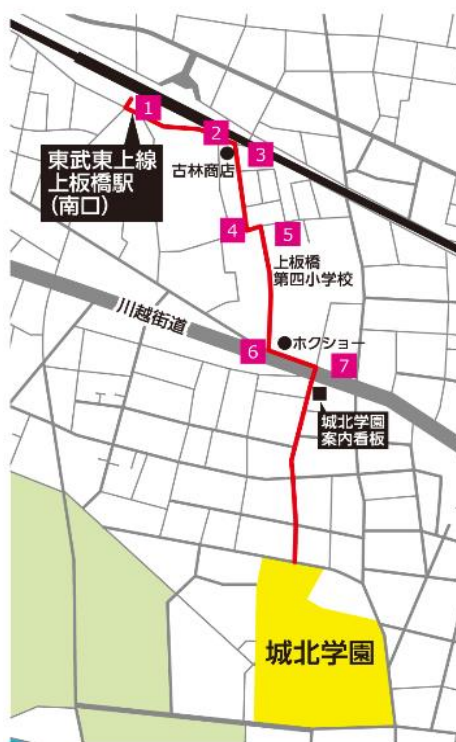 1
2
3
東武東上線
上板橋駅
(南口)
古林商店
4
5
上板橋
第四小学校
川越街道
ホクショー
6
7
城北学園
案内看板
城北学園